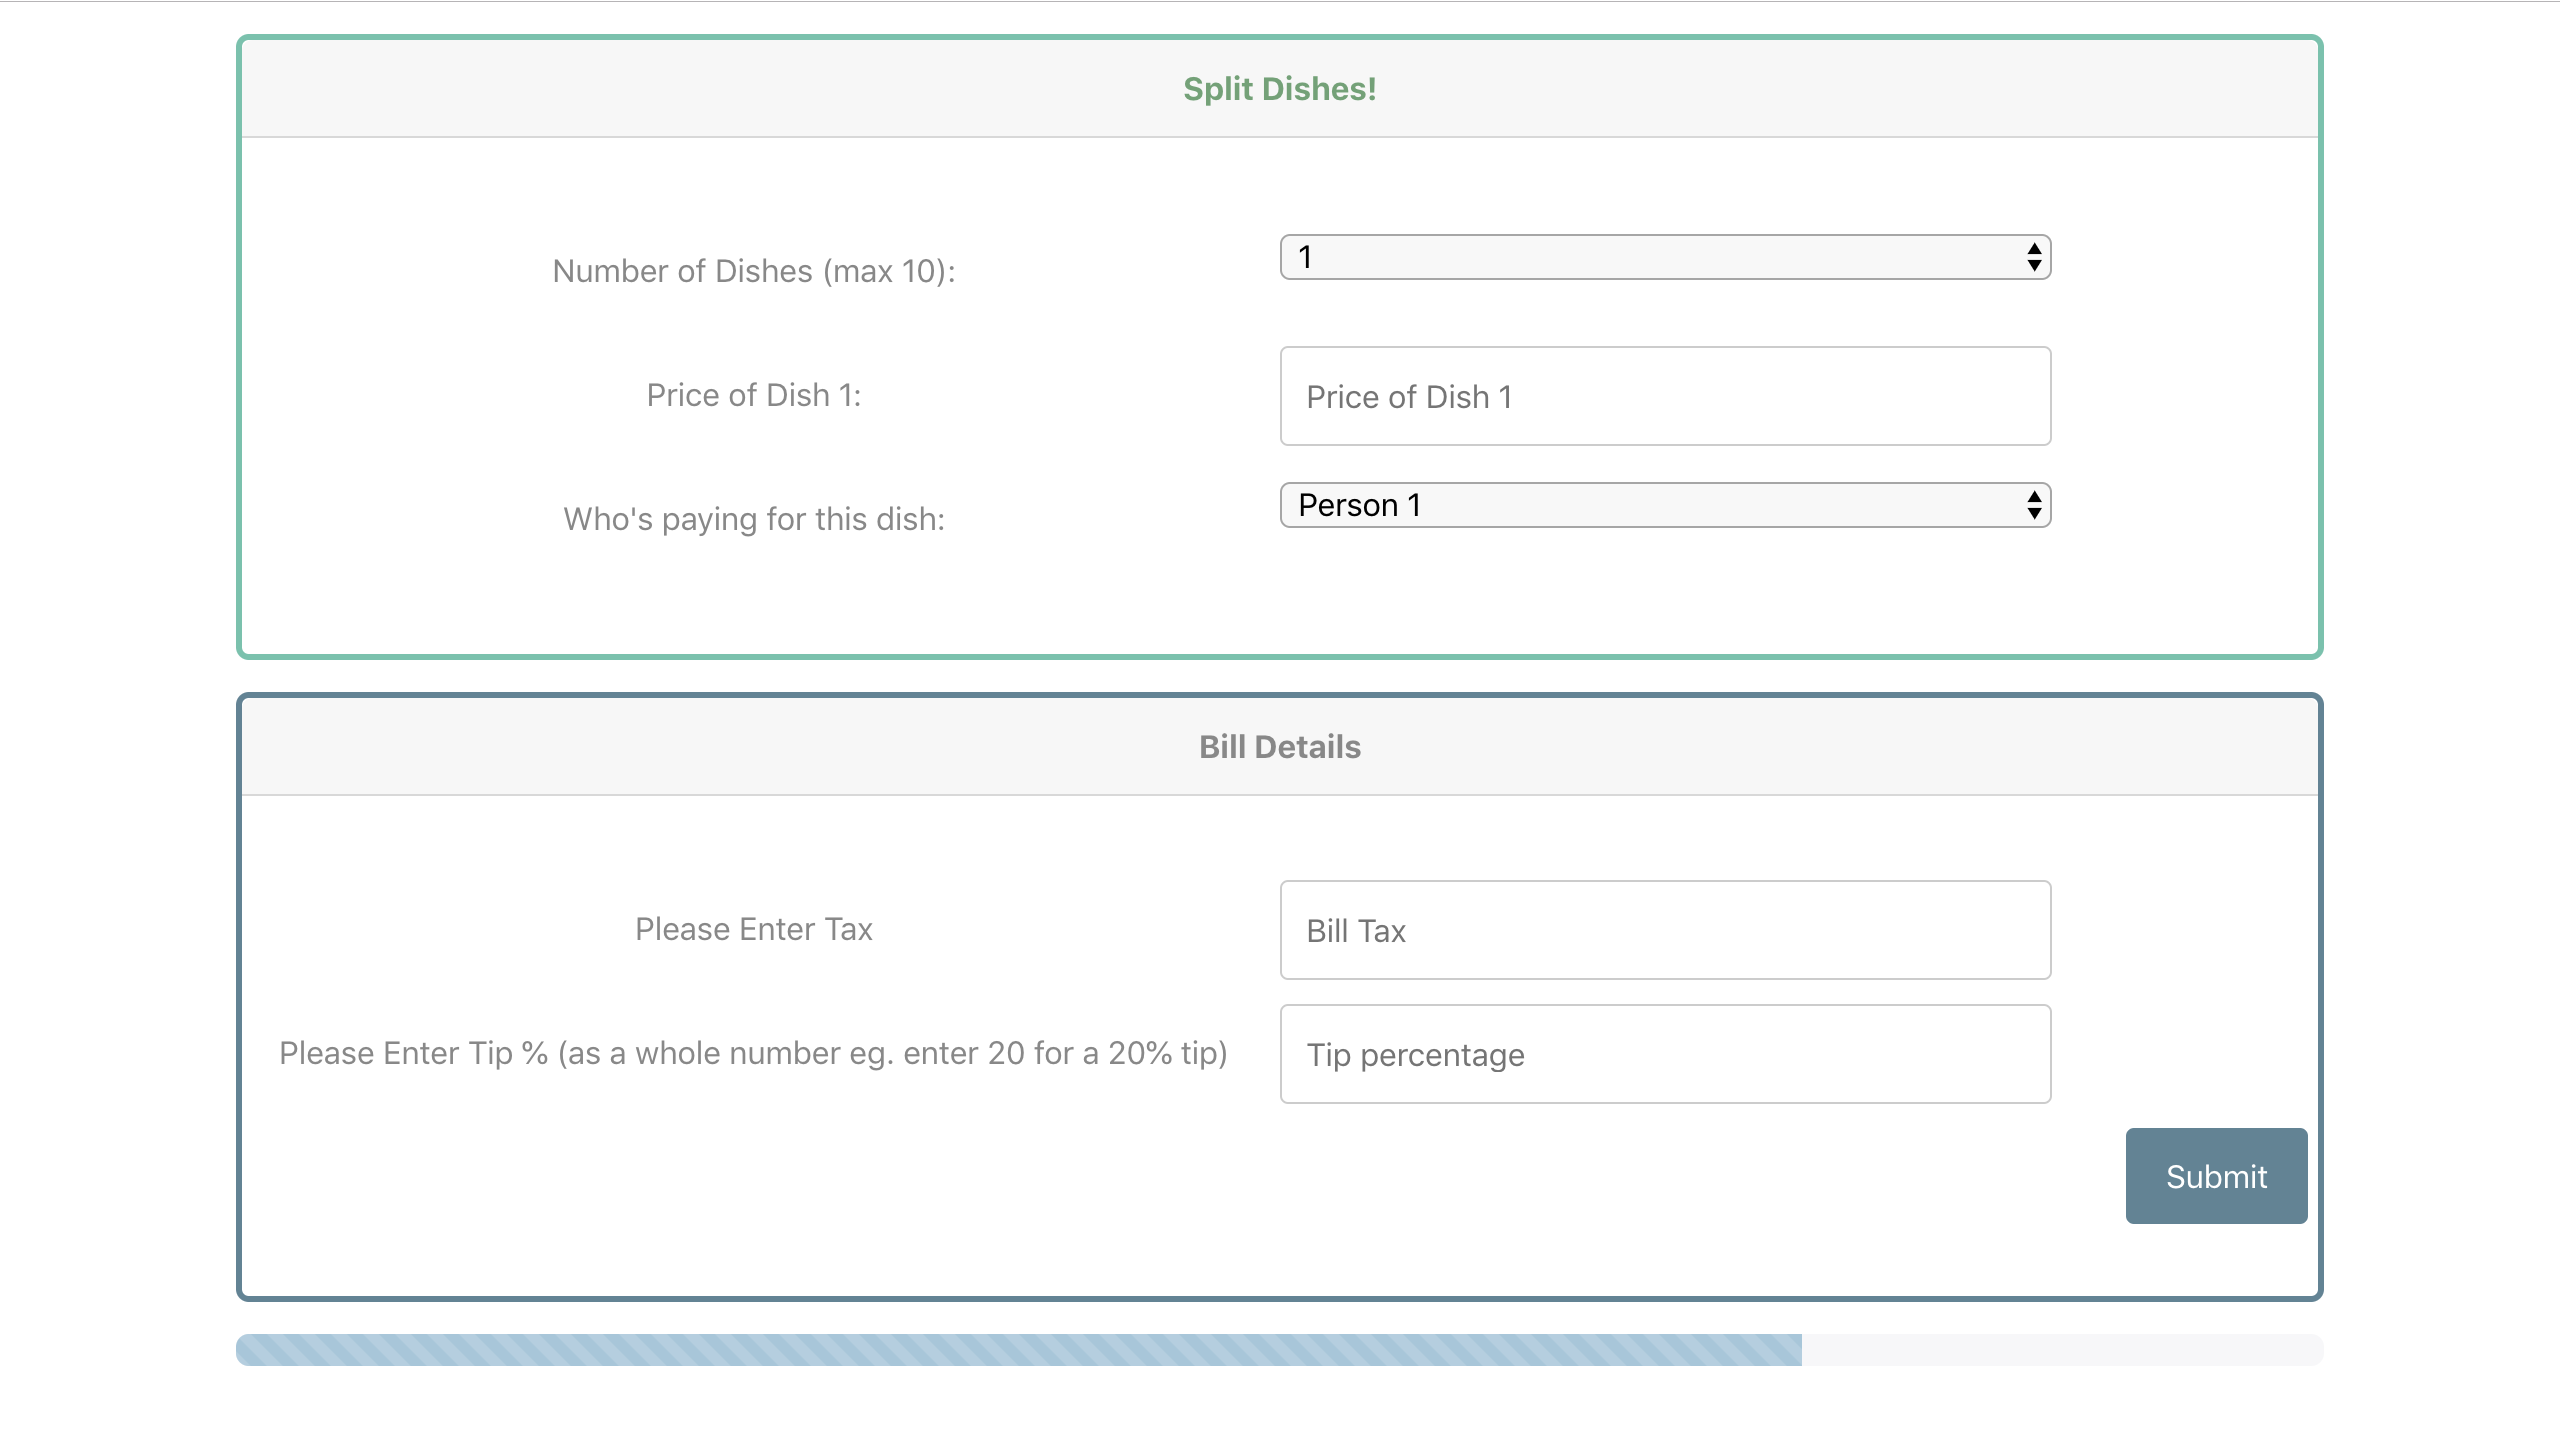 Split Dishes!
Number of Dishes (max 10):
1
Price of Dish 1:
Price of Dish 1
Who's paying for this dish:
Person 1
Bill Details
Please Enter Tax
Bill Tax
Please Enter Tip % (as a whole number eg. enter 20 for a 20% tip)
Tip percentage
Submit